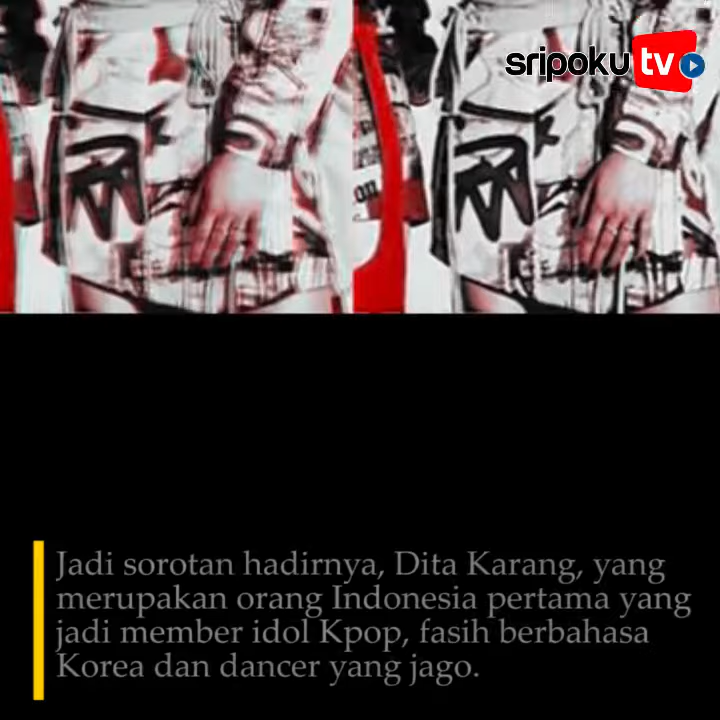 sripoku tv
Jadi sorotan hadirnya, Dita Karang, yang
merupakan orang Indonesia pertama yang
jadi member idol Kpop, fasih berbahasa
Korea dan dancer yang jago.